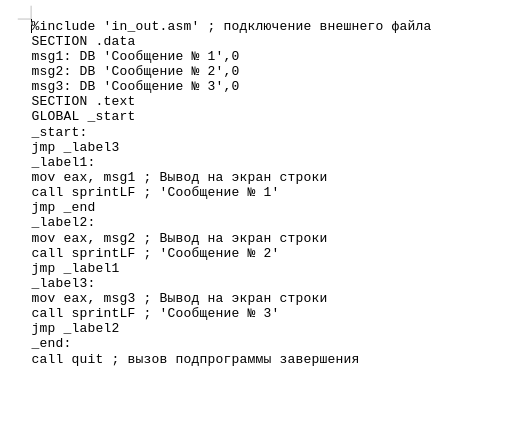 %include 'in_out.asm' ; подключение внешнего файла
SECTION .data
msg1: DB 'Сообщение № 1',0
msg2: DB 'Сообщение № 2',0
msg3: DB 'Сообщение № 3',0
SECTION .text
GLOBAL _start
_start:
jmp _label3
_label1:
mov eax, msg1 ; Вывод на экран строки
call sprintLF ; 'Сообщение № 1'
jmp _end
_label2:
mov eax, msg2 ; Вывод на экран строки
call sprintLF ; 'Сообщение № 2'
jmp _label1
_label3:
mov eax, msg3 ; Вывод на экран строки
call sprintLF ; 'Сообщение № 3'
jmp _label2
_end:
call quit ; вызов подпрограммы завершения